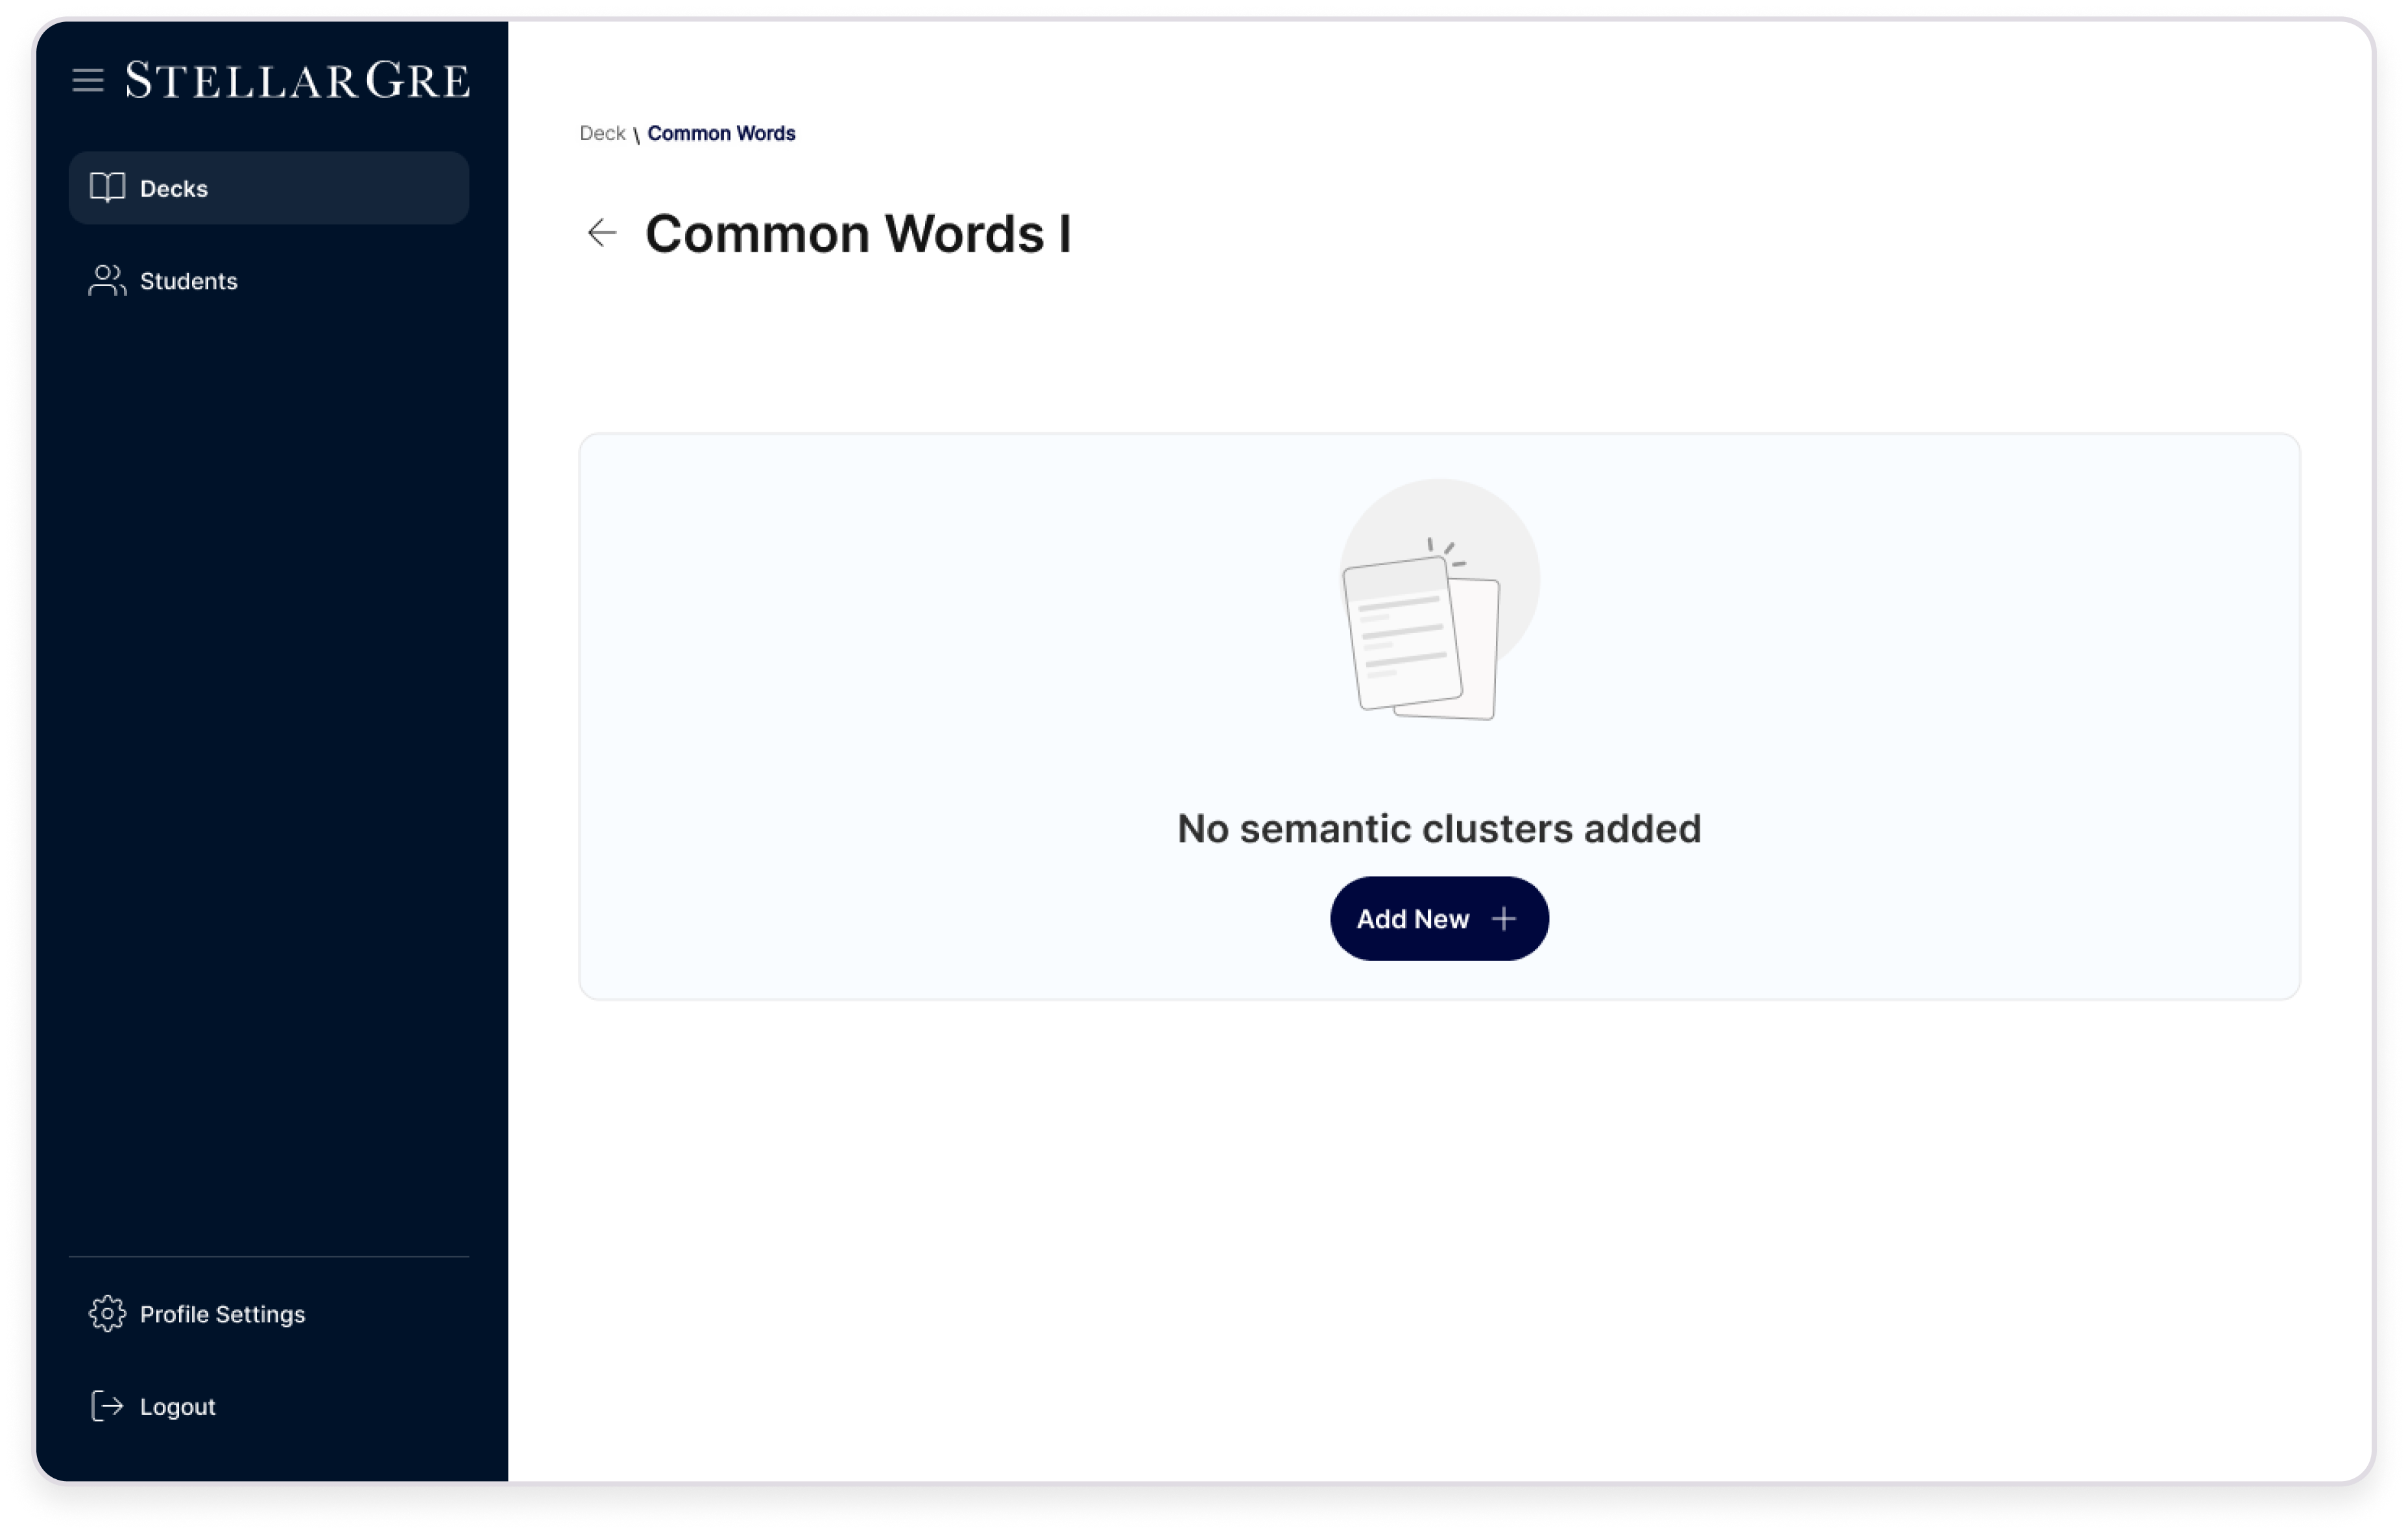 STELLARGRE
Decks
Students
Profile Settings
Logout
Deck \ Common Words
Common Words I
No semantic clusters added
Add New